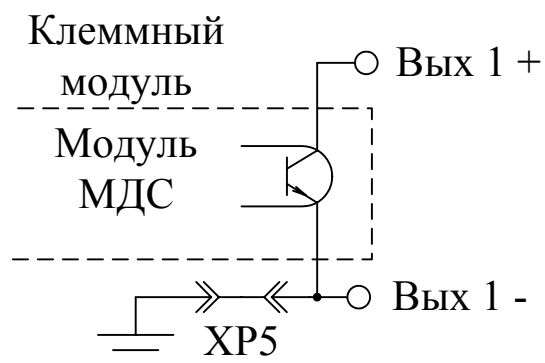 Клеммный
модуль
Вых 1 +
Модуль
МДС
Вых 1 -
XP5